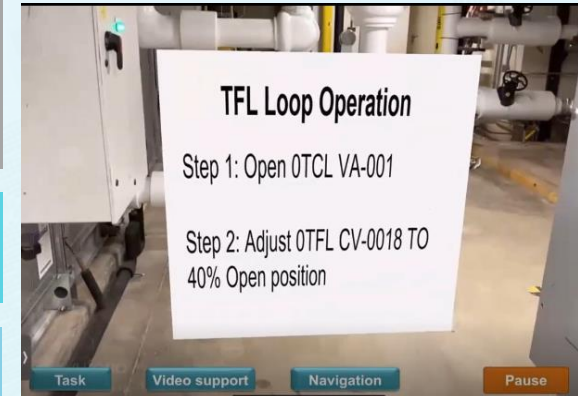 TFL Loop Operation
Step 1: Open 0TCL VA-001
Step 2: Adjust 0TFL CV-0018 TO
40% Open position
Task
Video support
Navigation
Pause